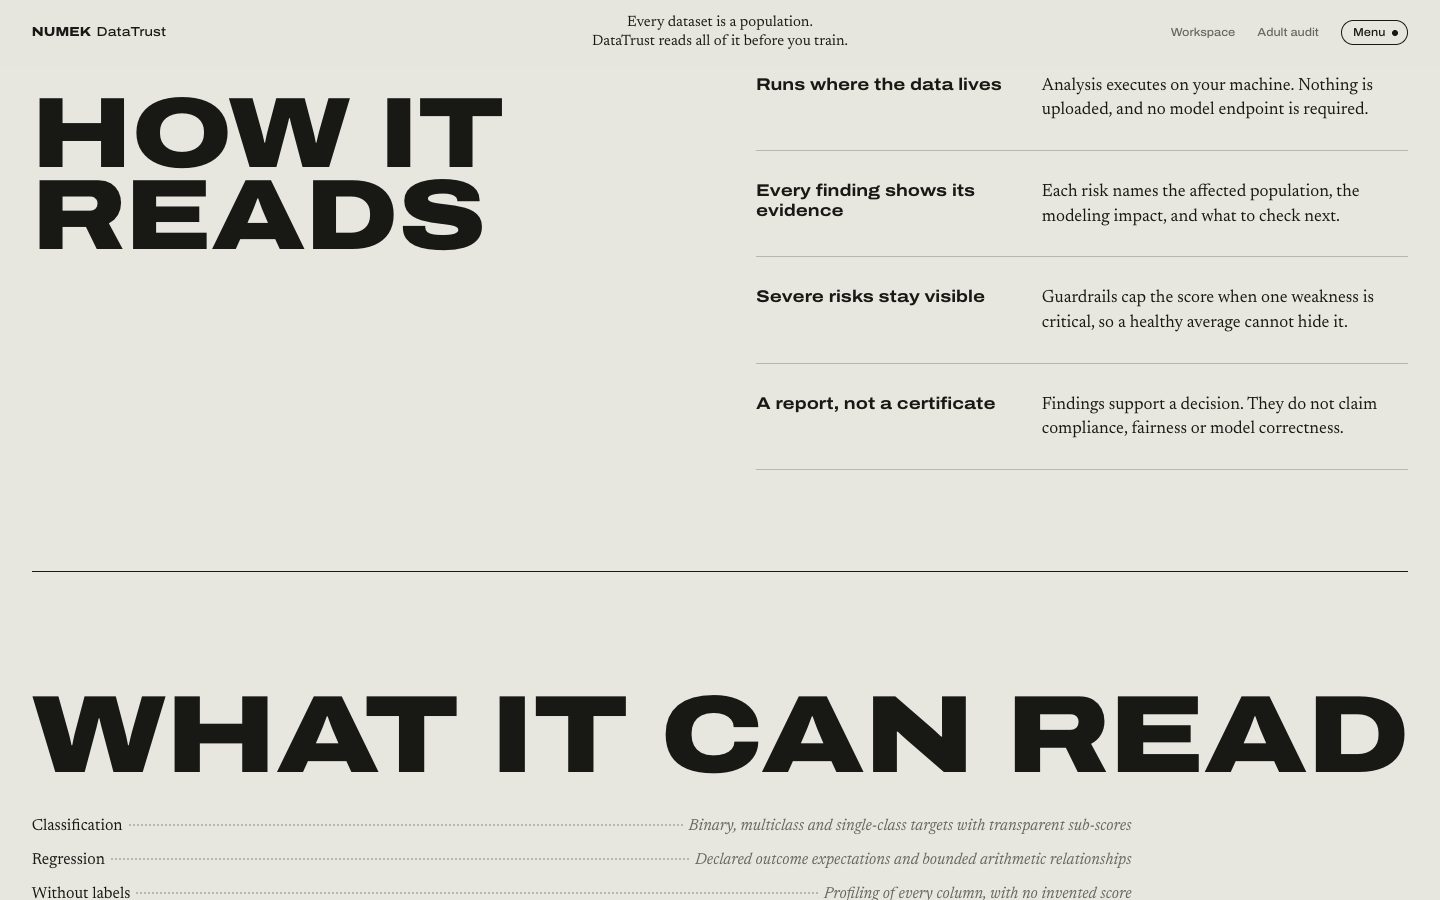 NUMEK DataTrust
Every dataset is a population.
DataTrust reads all of it before you train.
Workspace
Adult audit
Menu
HOW IT
READS
Runs where the data lives
Analysis executes on your machine. Nothing is
uploaded, and no model endpoint is required.
Every finding shows its
evidence
Each risk names the affected population, the
modeling impact, and what to check next.
Severe risks stay visible
Guardrails cap the score when one weakness is
critical, so a healthy average cannot hide it.
A report, not a certificate
Findings support a decision. They do not claim
compliance, fairness or model correctness.
WHAT IT CAN READ
Classification Binary, multiclass and single-class targets with transparent sub-scores
Regression Declared outcome expectations and bounded arithmetic relationships
Without labels Profiling of every column, with no invented score